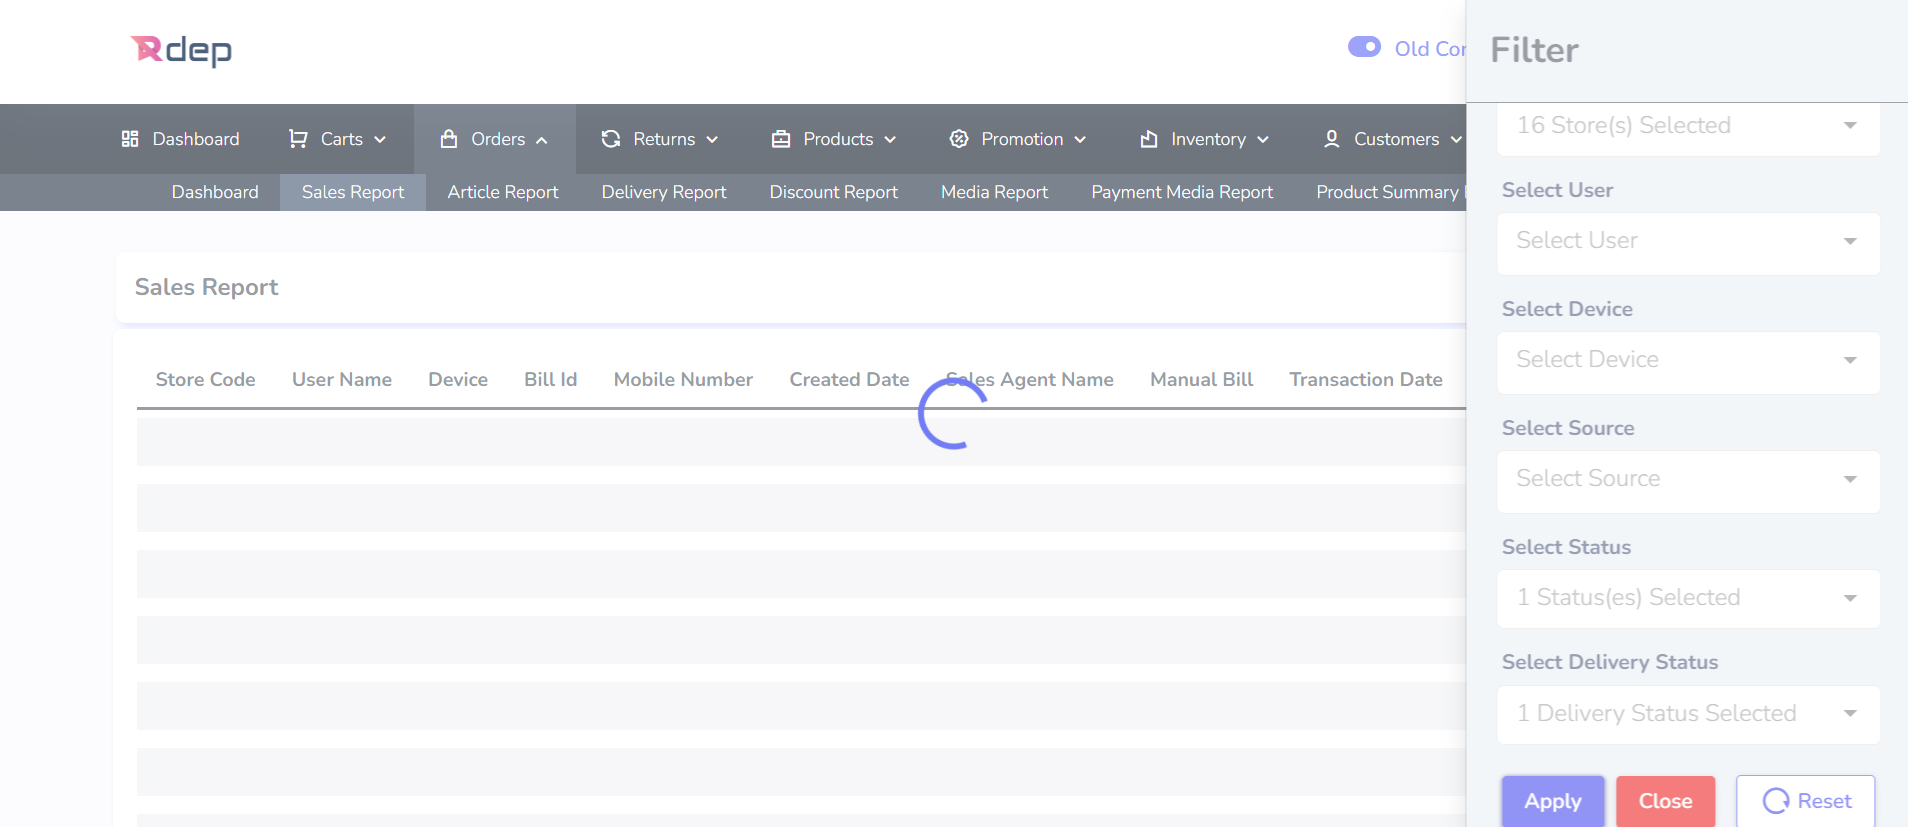 Rdep
Old Cor
Filter
Dashboard Carts Orders Returns Products Promotion Inventory Customers
Dashboard Sales Report Article Report Delivery Report Discount Report Media Report Payment Media Report Product Summary
16 Store(s) Selected
Select User
Select User
Select Device
Select Device
Select Source
Select Source
Select Status
1 Status(es) Selected
Select Delivery Status
1 Delivery Status Selected
Apply Close Reset
Sales Report
Store Code User Name Device Bill Id Mobile Number Created Date Sales Agent Name Manual Bill Transaction Date